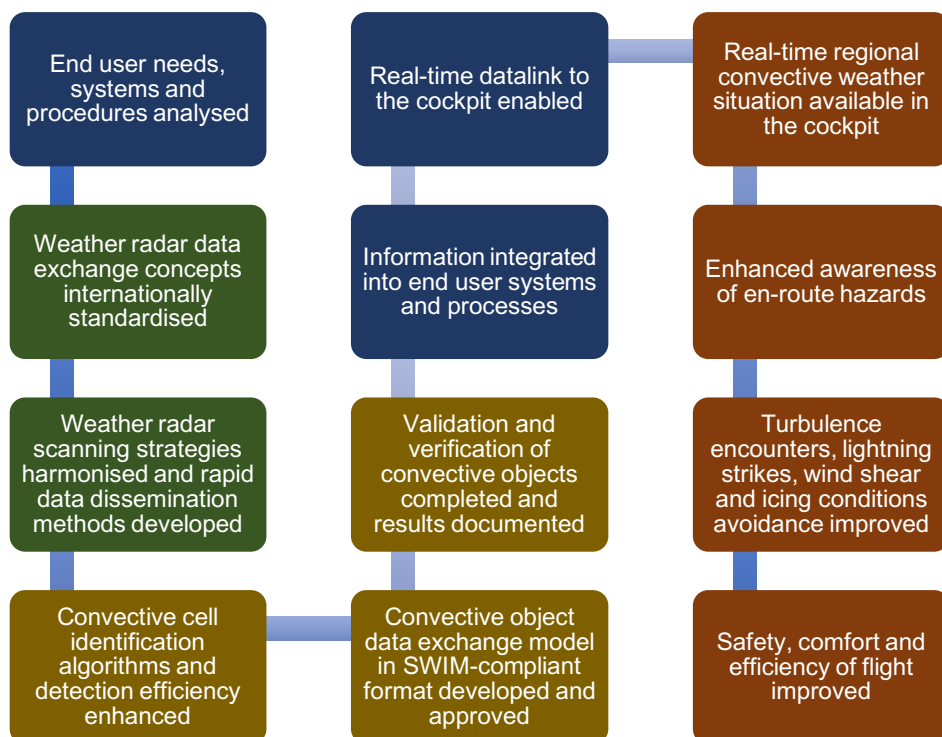 End user needs,
systems and
procedures analysed
Weather radar data
exchange concepts
internationally
standardised
Weather radar
scanning strategies
harmonised and rapid
data dissemination
methods developed
Convective cell
identification
algorithms and
detection efficiency
enhanced
Convective object
data exchange model
in SWIM-compliant
format developed and
approved
Validation and
verification of
convective objects
completed and
results documented
Information integrated
into end user systems
and processes
Real-time datalink to
the cockpit enabled
Real-time regional
convective weather
situation available in
the cockpit
Enhanced awareness
of en-route hazards
Turbulence
encounters, lightning
strikes, wind shear
and icing conditions
avoidance improved
Safety, comfort and
efficiency of flight
improved